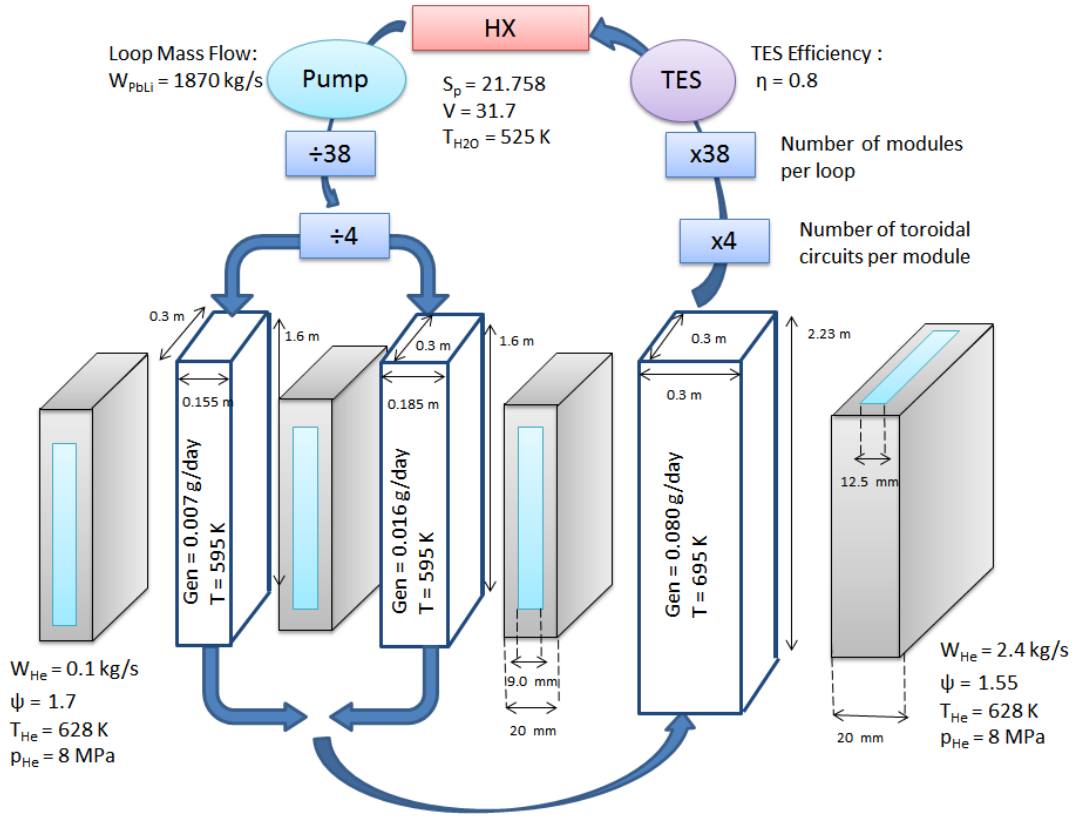 HX
Loop Mass Flow:
W_PbLi = 1870 kg/s
Pump
S_p = 21.758
V = 31.7
T_H2O = 525 K
TES
TES Efficiency :
η = 0.8
÷38
x38
Number of modules
per loop
÷4
x4
Number of toroidal
circuits per module
0.3 m
1.6 m
0.155 m
Gen = 0.007 g/day
T = 595 K
0.3 m
1.6 m
0.185 m
Gen = 0.016 g/day
T = 595 K
0.3 m
2.23 m
0.3 m
Gen = 0.080 g/day
T = 695 K
12.5 mm
9.0 mm
20 mm
20 mm
W_He = 0.1 kg/s
ψ = 1.7
T_He = 628 K
p_He = 8 MPa
W_He = 2.4 kg/s
ψ = 1.55
T_He = 628 K
p_He = 8 MPa